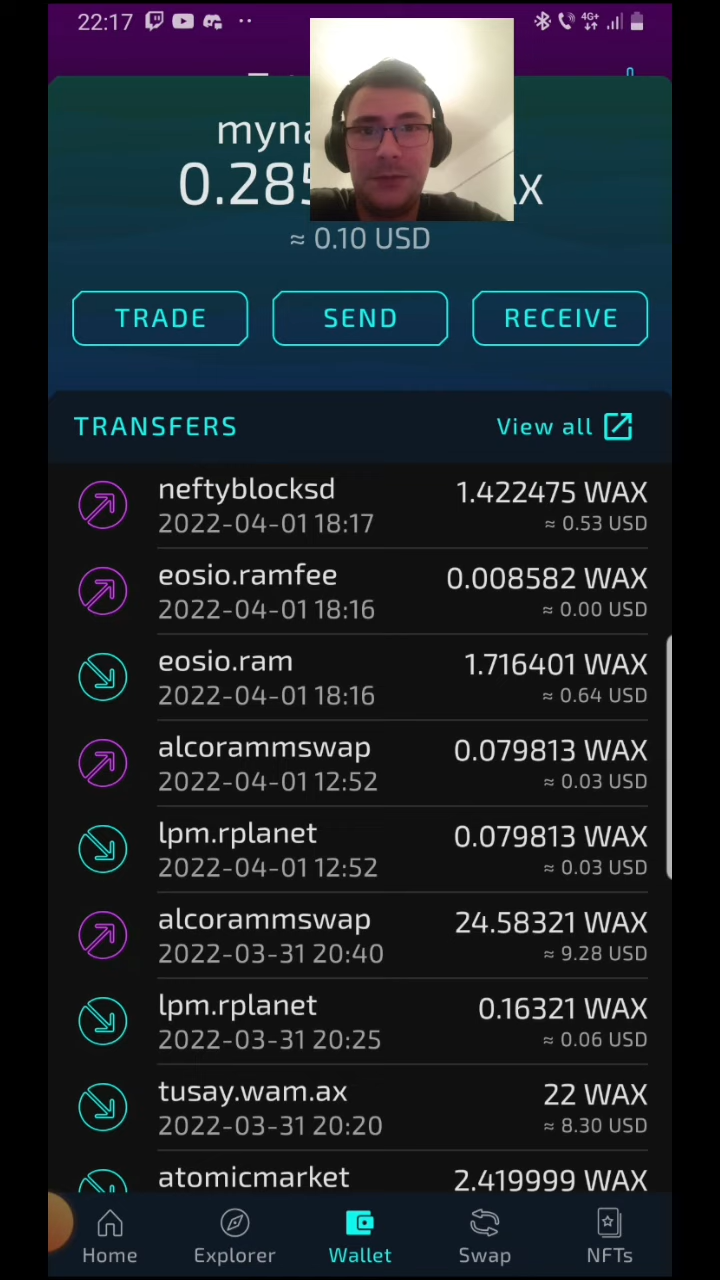 22:17
4G+
0.285
≈ 0.10 USD
TRADE SEND RECEIVE
TRANSFERS View all
neftyblocksd 1.422475 WAX
2022-04-01 18:17 ≈ 0.53 USD
eosio.ramfee 0.008582 WAX
2022-04-01 18:16 ≈ 0.00 USD
eosio.ram 1.716401 WAX
2022-04-01 18:16 ≈ 0.64 USD
alcorammswap 0.079813 WAX
2022-04-01 12:52 ≈ 0.03 USD
lpm.rplanet 0.079813 WAX
2022-04-01 12:52 ≈ 0.03 USD
alcorammswap 24.58321 WAX
2022-03-31 20:40 ≈ 9.28 USD
lpm.rplanet 0.16321 WAX
2022-03-31 20:25 ≈ 0.06 USD
tusay.wam.ax 22 WAX
2022-03-31 20:20 ≈ 8.30 USD
atomicmarket 2.419999 WAX
Home Explorer Wallet Swap NFTs